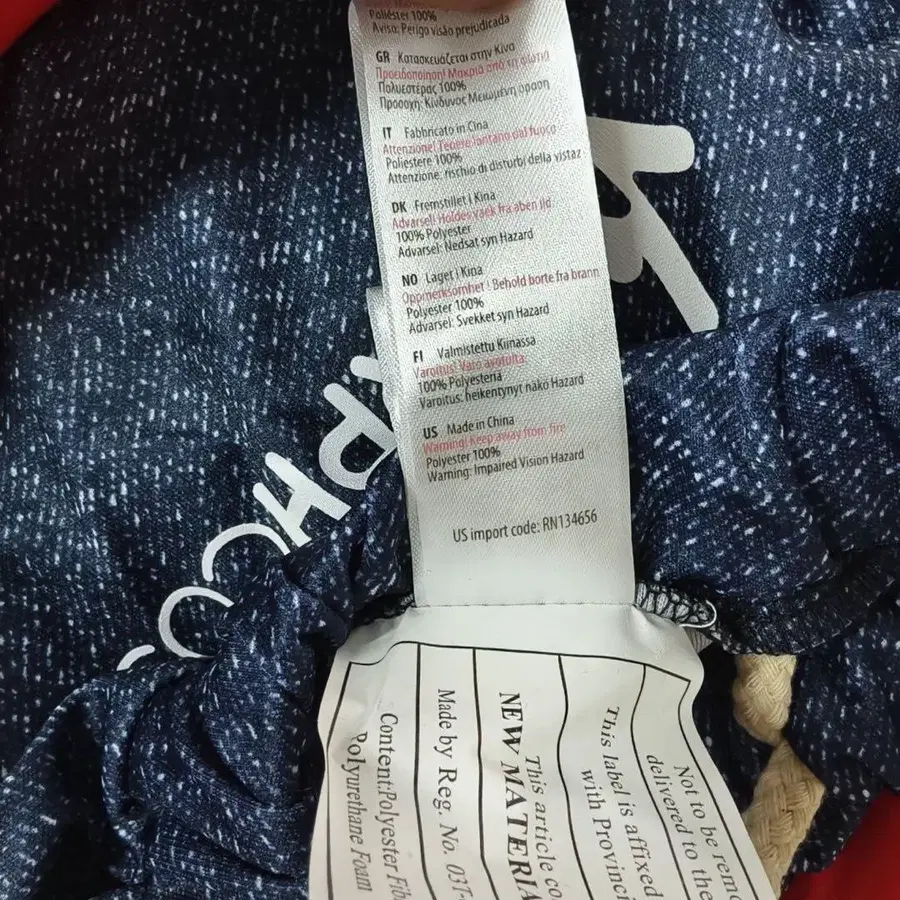 Poliéster 100%
Aviso: Perigo visão prejudicada
GR Κατασκευάζεται στην Κίνα
Προειδοποίηση! Μακριά από τη φωτιά
Πολυεστέρας 100%
Προσοχή: Κίνδυνος Μειωμένη όραση
IT Fabbricato in Cina
Attenzione! Tenere lontano dal fuoco
Poliestere 100%
Attenzione: rischio di disturbi della vistaz
DK Fremstillet i Kina
Advarsel! Holdes væk fra åben ild
100% Polyester
Advarsel: Nedsat syn Hazard
NO Laget i Kina
Oppmerksomhet! Behold borte fra brann
Polyester 100%
Advarsel: Svekket syn Hazard
FI Valmistettu Kiinassa
Varoitus! Varo avotulta
100% Polyesteria
Varoitus: heikentynyt näkö Hazard
US Made in China
Warning! Keep away from fire
Polyester 100%
Warning: Impaired Vision Hazard
US import code: RN134656
Not to be remo
delivered to the
This label is affixed
with Provinci
This article co
NEW MATERIA
Made by Reg. No. 03T-
Content:Polyester Fib
Polyurethane Foam